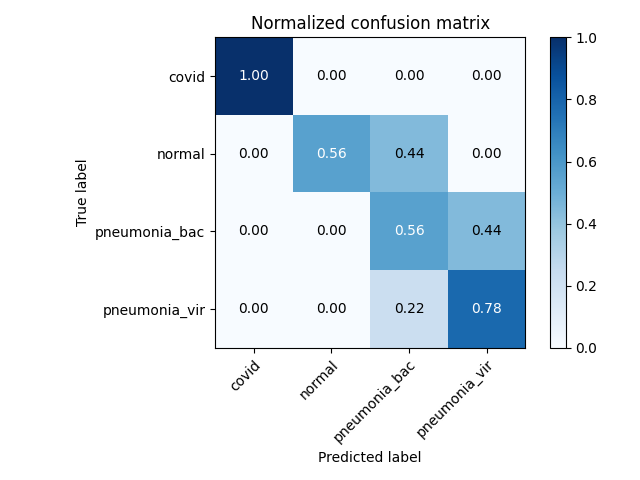 Normalized confusion matrix
True label
covid 1.00 0.00 0.00 0.00
normal 0.00 0.56 0.44 0.00
pneumonia_bac 0.00 0.00 0.56 0.44
pneumonia_vir 0.00 0.00 0.22 0.78
covid normal pneumonia_bac pneumonia_vir
Predicted label
1.0
0.8
0.6
0.4
0.2
0.0